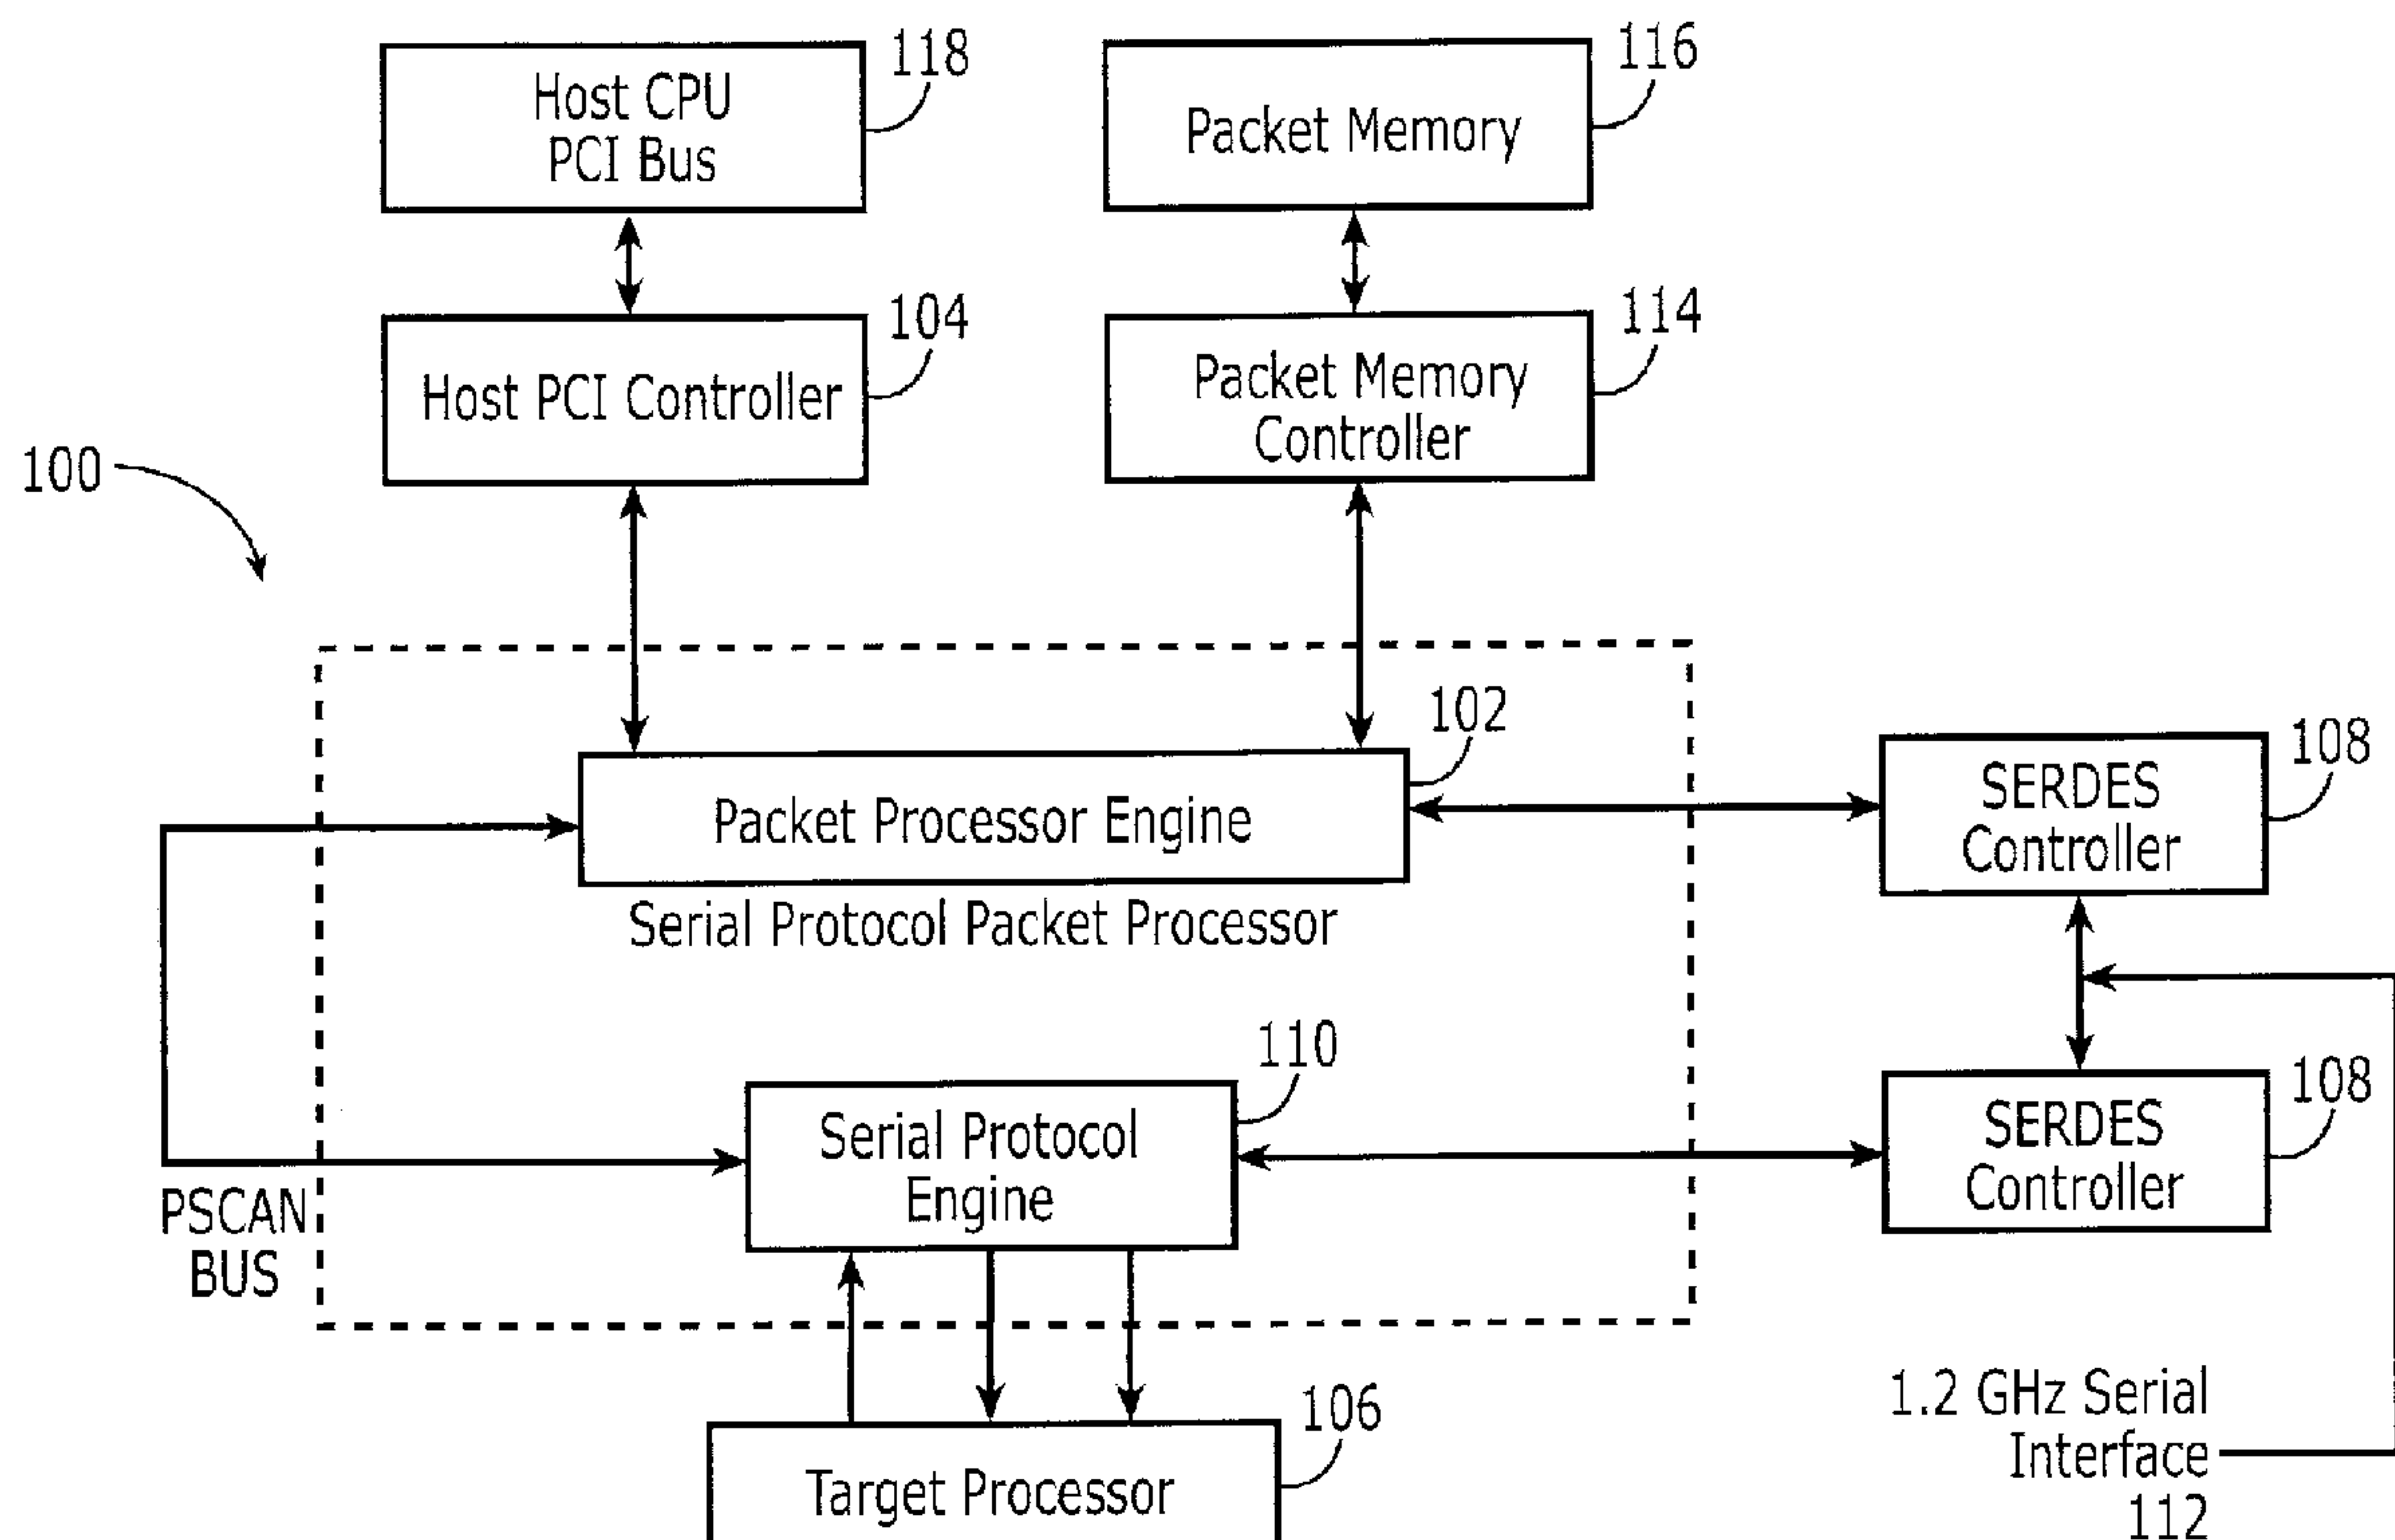 118
Host CPU
PCI Bus
116
Packet Memory
104
Host PCI Controller
114
Packet Memory
Controller
100
102
Packet Processor Engine
Serial Protocol Packet Processor
108
SERDES
Controller
110
Serial Protocol
Engine
108
SERDES
Controller
PSCAN
BUS
106
Target Processor
1.2 GHz Serial
Interface
112